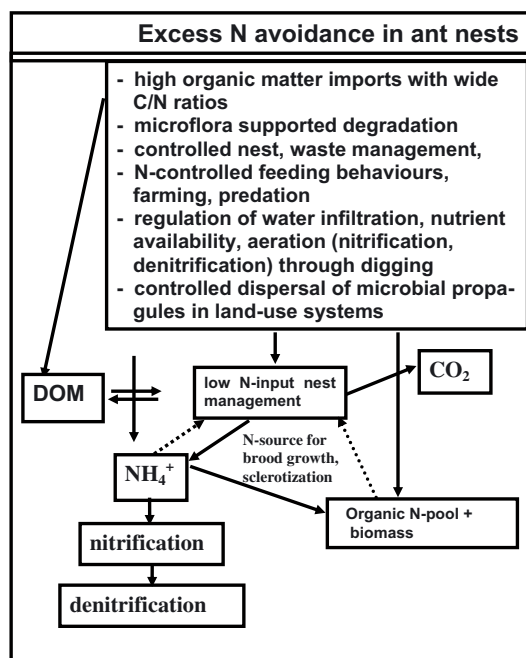 Excess N avoidance in ant nests
- high organic matter imports with wide
C/N ratios
- microflora supported degradation
- controlled nest, waste management,
- N-controlled feeding behaviours,
farming, predation
- regulation of water infiltration, nutrient
availability, aeration (nitrification,
denitrification) through digging
- controlled dispersal of microbial propa-
gules in land-use systems
DOM
low N-input nest
management
CO₂
N-source for
brood growth,
sclerotization
NH₄⁺
Organic N-pool +
biomass
nitrification
denitrification